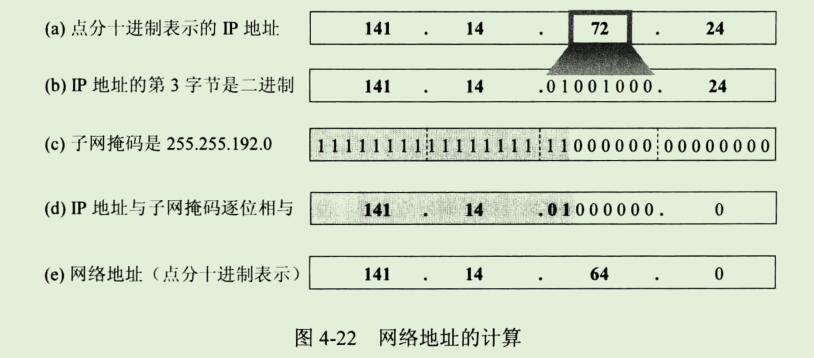 (a) 点分十进制表示的 IP 地址 141 . 14 . 72 . 24
(b) IP 地址的第 3 字节是二进制 141 . 14 .01001000. 24
(c) 子网掩码是 255.255.192.0 11111111 11111111 11000000 00000000
(d) IP 地址与子网掩码逐位相与 141 . 14 .01000000. 0
(e) 网络地址（点分十进制表示） 141 . 14 . 64 . 0
图 4-22 网络地址的计算